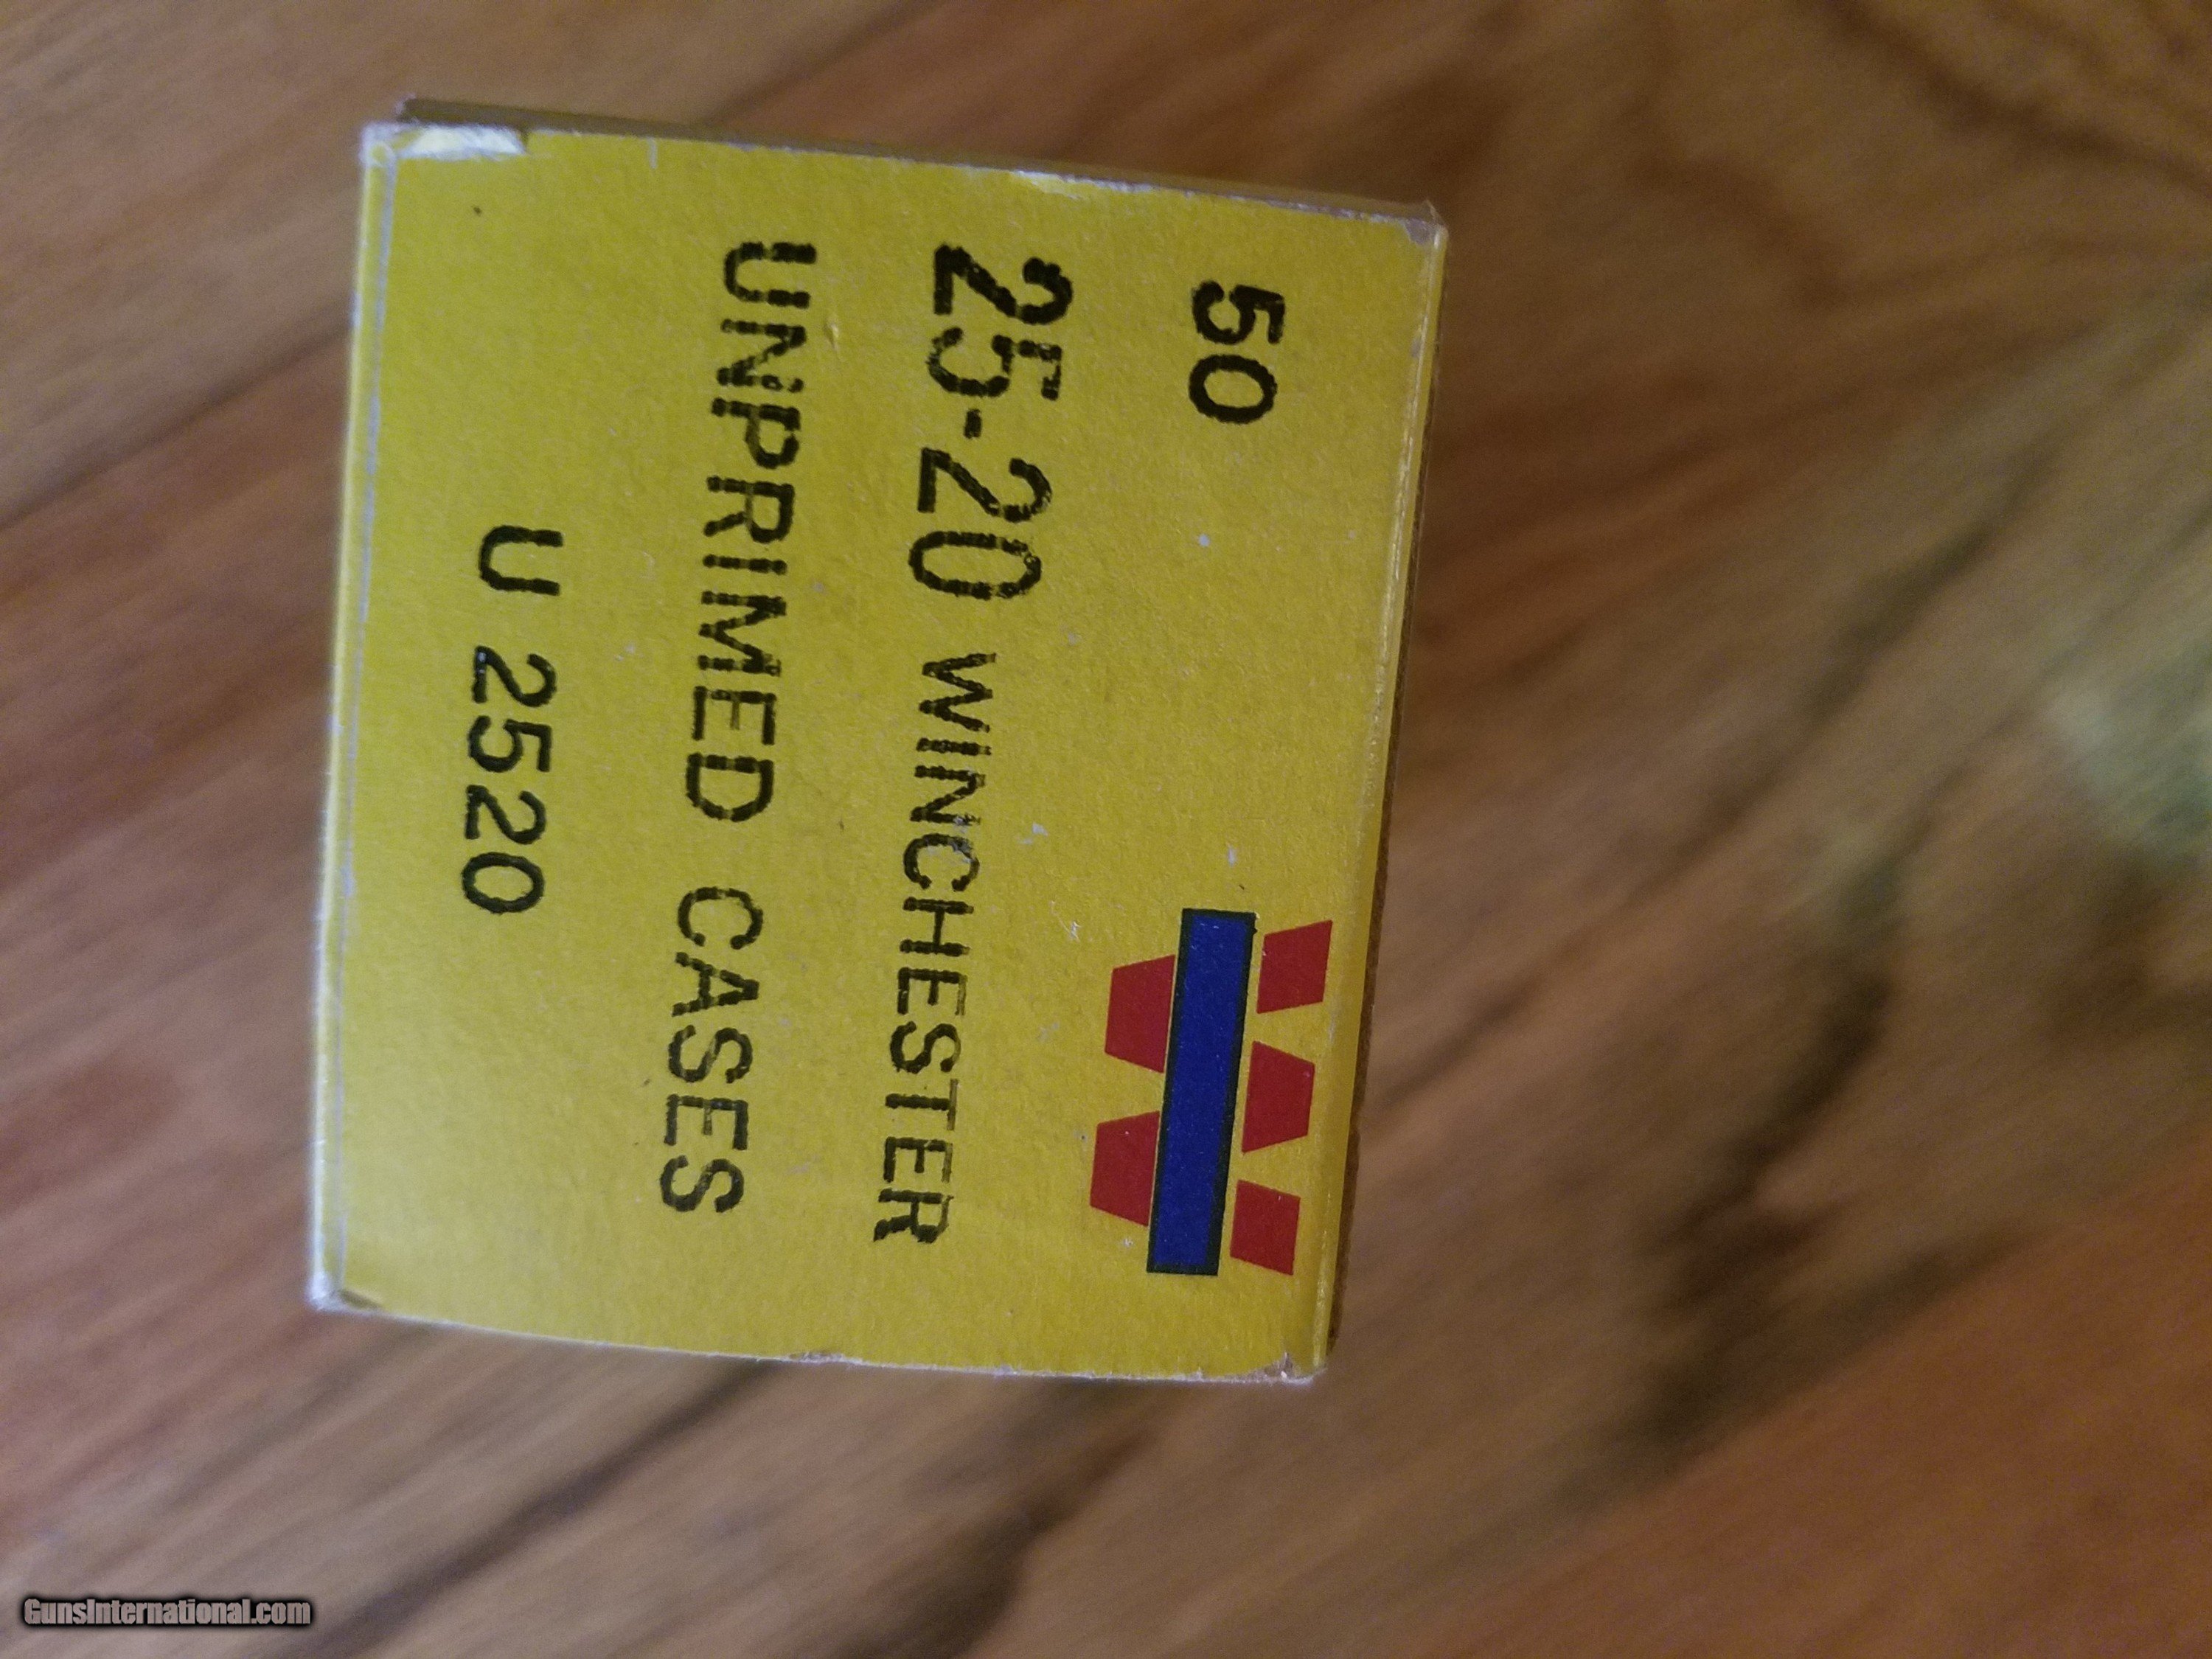 50
25-20 WINCHESTER
UNPRIMED CASES
U 2520
GunsInternational.com